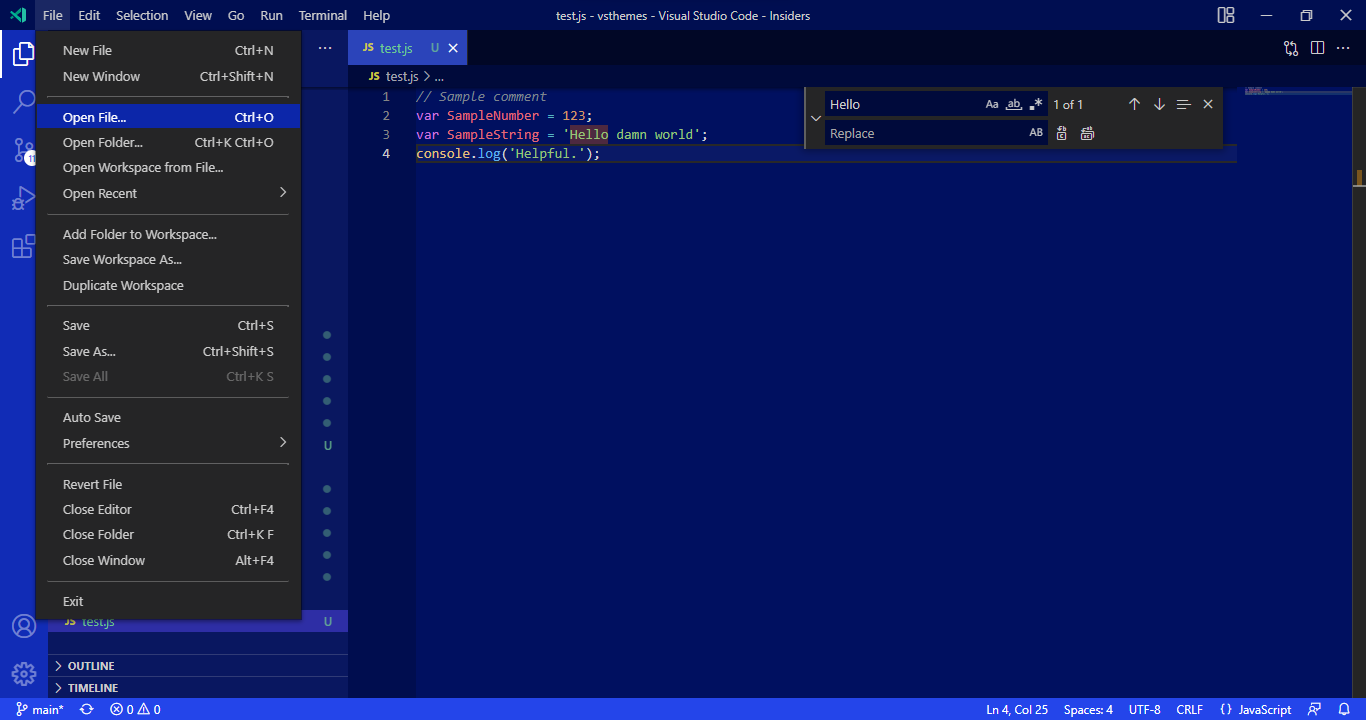 File Edit Selection View Go Run Terminal Help
test.js - vsthemes - Visual Studio Code - Insiders
New File Ctrl+N
New Window Ctrl+Shift+N
Open File... Ctrl+O
Open Folder... Ctrl+K Ctrl+O
Open Workspace from File...
Open Recent
Add Folder to Workspace...
Save Workspace As...
Duplicate Workspace
Save Ctrl+S
Save As... Ctrl+Shift+S
Save All Ctrl+K S
Auto Save
Preferences
Revert File
Close Editor Ctrl+F4
Close Folder Ctrl+K F
Close Window Alt+F4
Exit
11
U
JS test.js U
OUTLINE
TIMELINE
JS test.js U
JS test.js > ...
1 // Sample comment
2 var SampleNumber = 123;
3 var SampleString = 'Hello damn world';
4 console.log('Helpful.');
Hello Aa ab .* 1 of 1
Replace AB
main* 0 0
Ln 4, Col 25 Spaces: 4 UTF-8 CRLF {} JavaScript